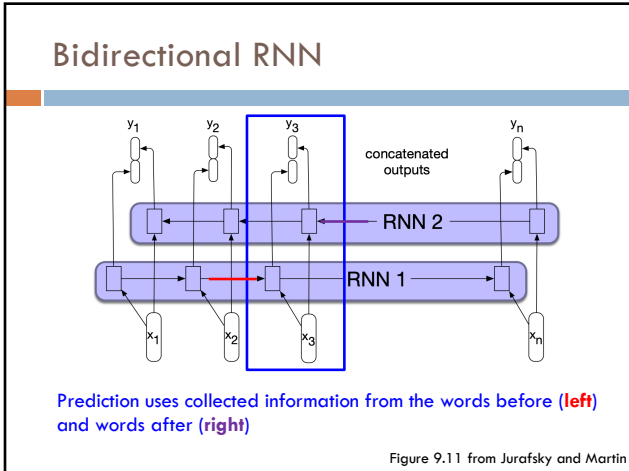 Bidirectional RNN
y1 y2 y3 yn
concatenated
outputs
RNN 2
RNN 1
x1 x2 x3 xn
Prediction uses collected information from the words before (left)
and words after (right)
Figure 9.11 from Jurafsky and Martin